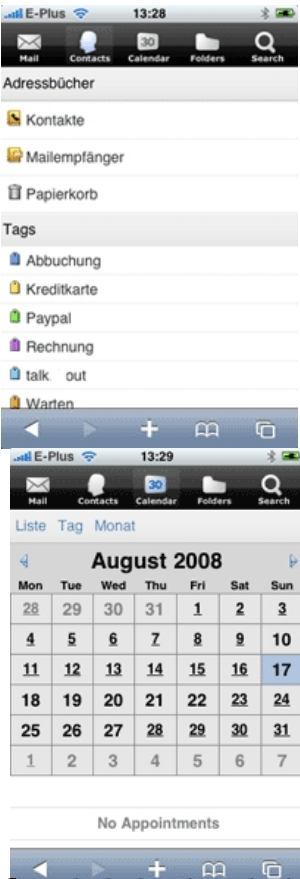 E-Plus 13:28
Mail Contacts Calendar Folders Search
30
Adressbücher
Kontakte
Mailempfänger
Papierkorb
Tags
Abbuchung
Kreditkarte
Paypal
Rechnung
talk out
Warten
E-Plus 13:29
Mail Contacts Calendar Folders Search
30
Liste Tag Monat
August 2008
Mon Tue Wed Thu Fri Sat Sun
28 29 30 31 1 2 3
4 5 6 7 8 9 10
11 12 13 14 15 16 17
18 19 20 21 22 23 24
25 26 27 28 29 30 31
1 2 3 4 5 6 7
No Appointments